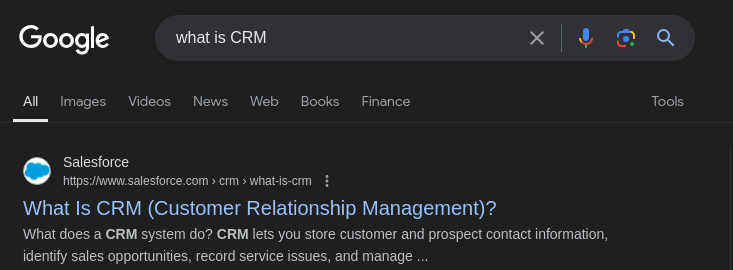 Google
what is CRM
All Images Videos News Web Books Finance Tools
Salesforce
https://www.salesforce.com › crm › what-is-crm
What Is CRM (Customer Relationship Management)?
What does a CRM system do? CRM lets you store customer and prospect contact information,
identify sales opportunities, record service issues, and manage ...